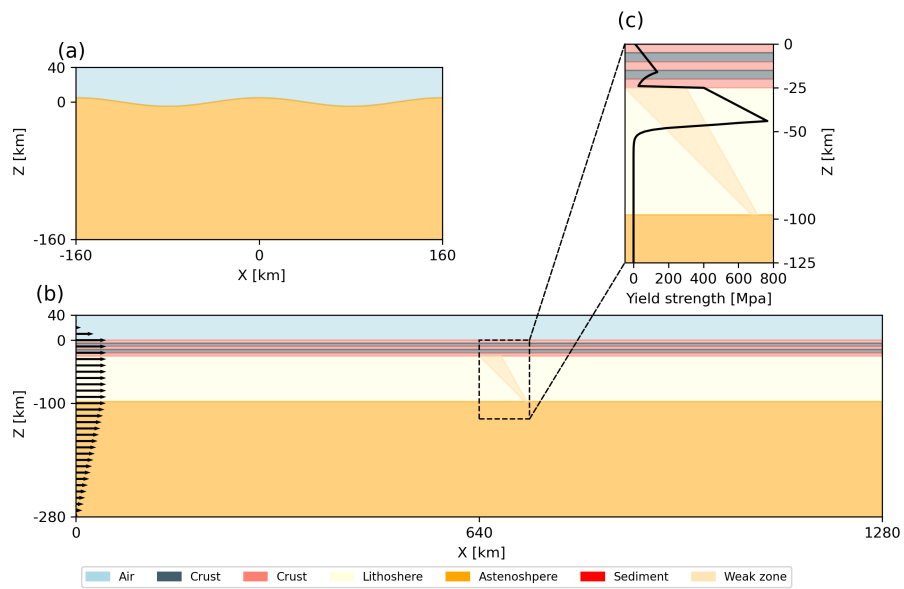 (a)
40
0
-160
Z [km]
-160 0 160
X [km]
(c)
0
-25
-50
-100
-125
Z [km]
0 200 400 600 800
Yield strength [Mpa]
(b)
40
0
-100
-280
Z [km]
0 640 1280
X [km]
Air Crust Crust Lithoshere Astenoshpere Sediment Weak zone